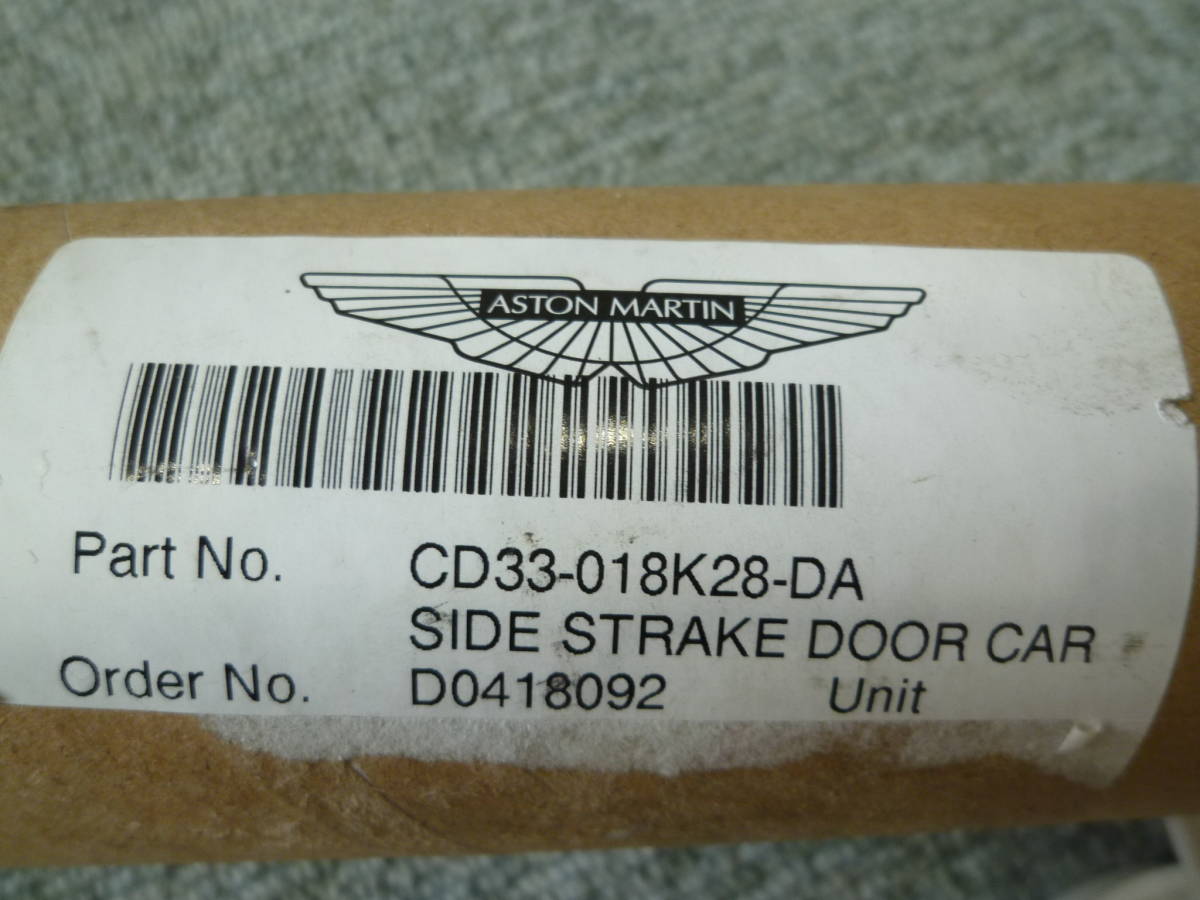 ASTON MARTIN
Part No. CD33-018K28-DA
SIDE STRAKE DOOR CAR
Order No. D0418092 Unit